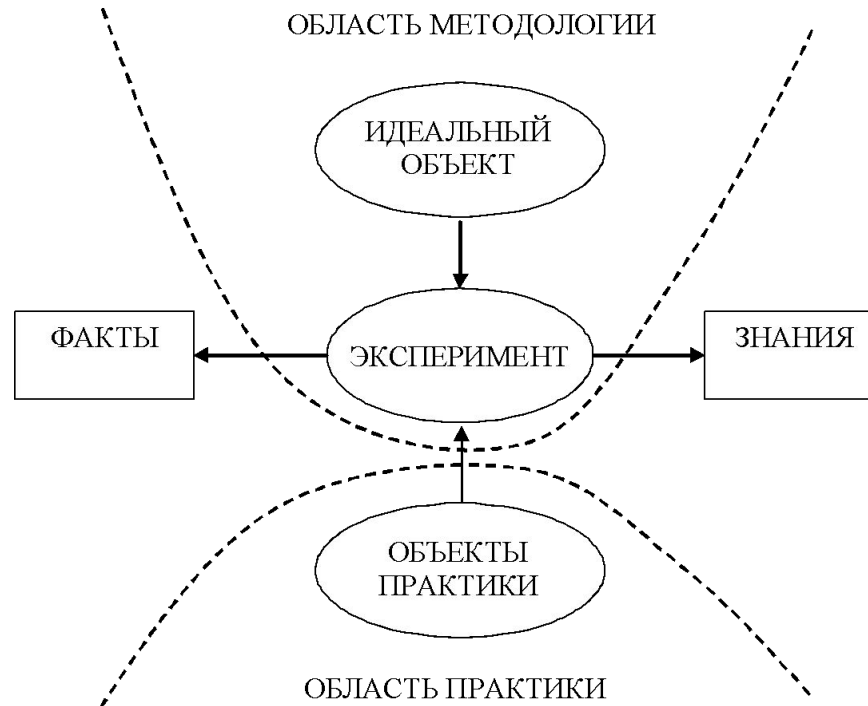 ОБЛАСТЬ МЕТОДОЛОГИИ
ИДЕАЛЬНЫЙ
ОБЪЕКТ
ФАКТЫ
ЭКСПЕРИМЕНТ
ЗНАНИЯ
ОБЪЕКТЫ
ПРАКТИКИ
ОБЛАСТЬ ПРАКТИКИ